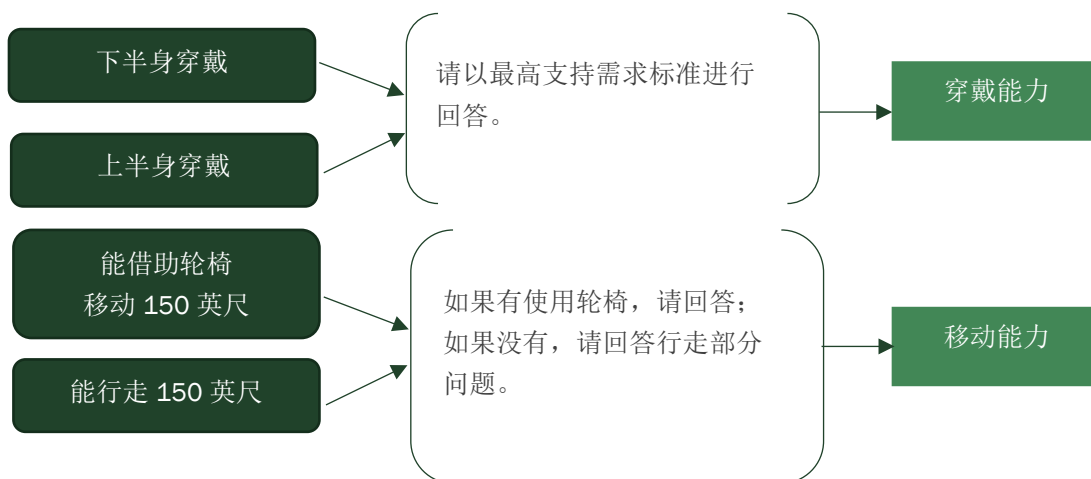 下半身穿戴
上半身穿戴
请以最高支持需求标准进行
回答。
穿戴能力
能借助轮椅
移动 150 英尺
能行走 150 英尺
如果有使用轮椅，请回答；
如果没有，请回答行走部分
问题。
移动能力